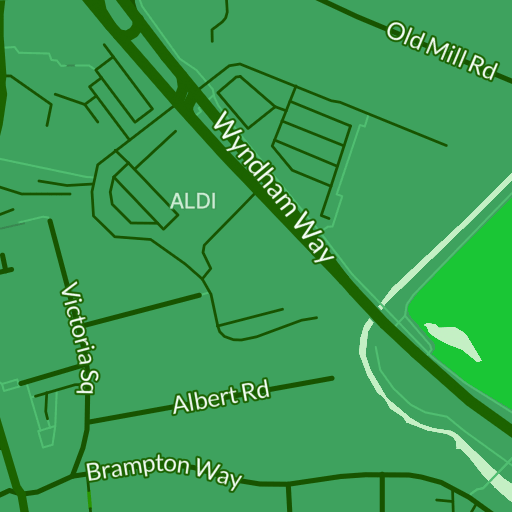 Old Mill Rd
Wyndham Way
ALDI
Victoria Sq
Albert Rd
Brampton Way